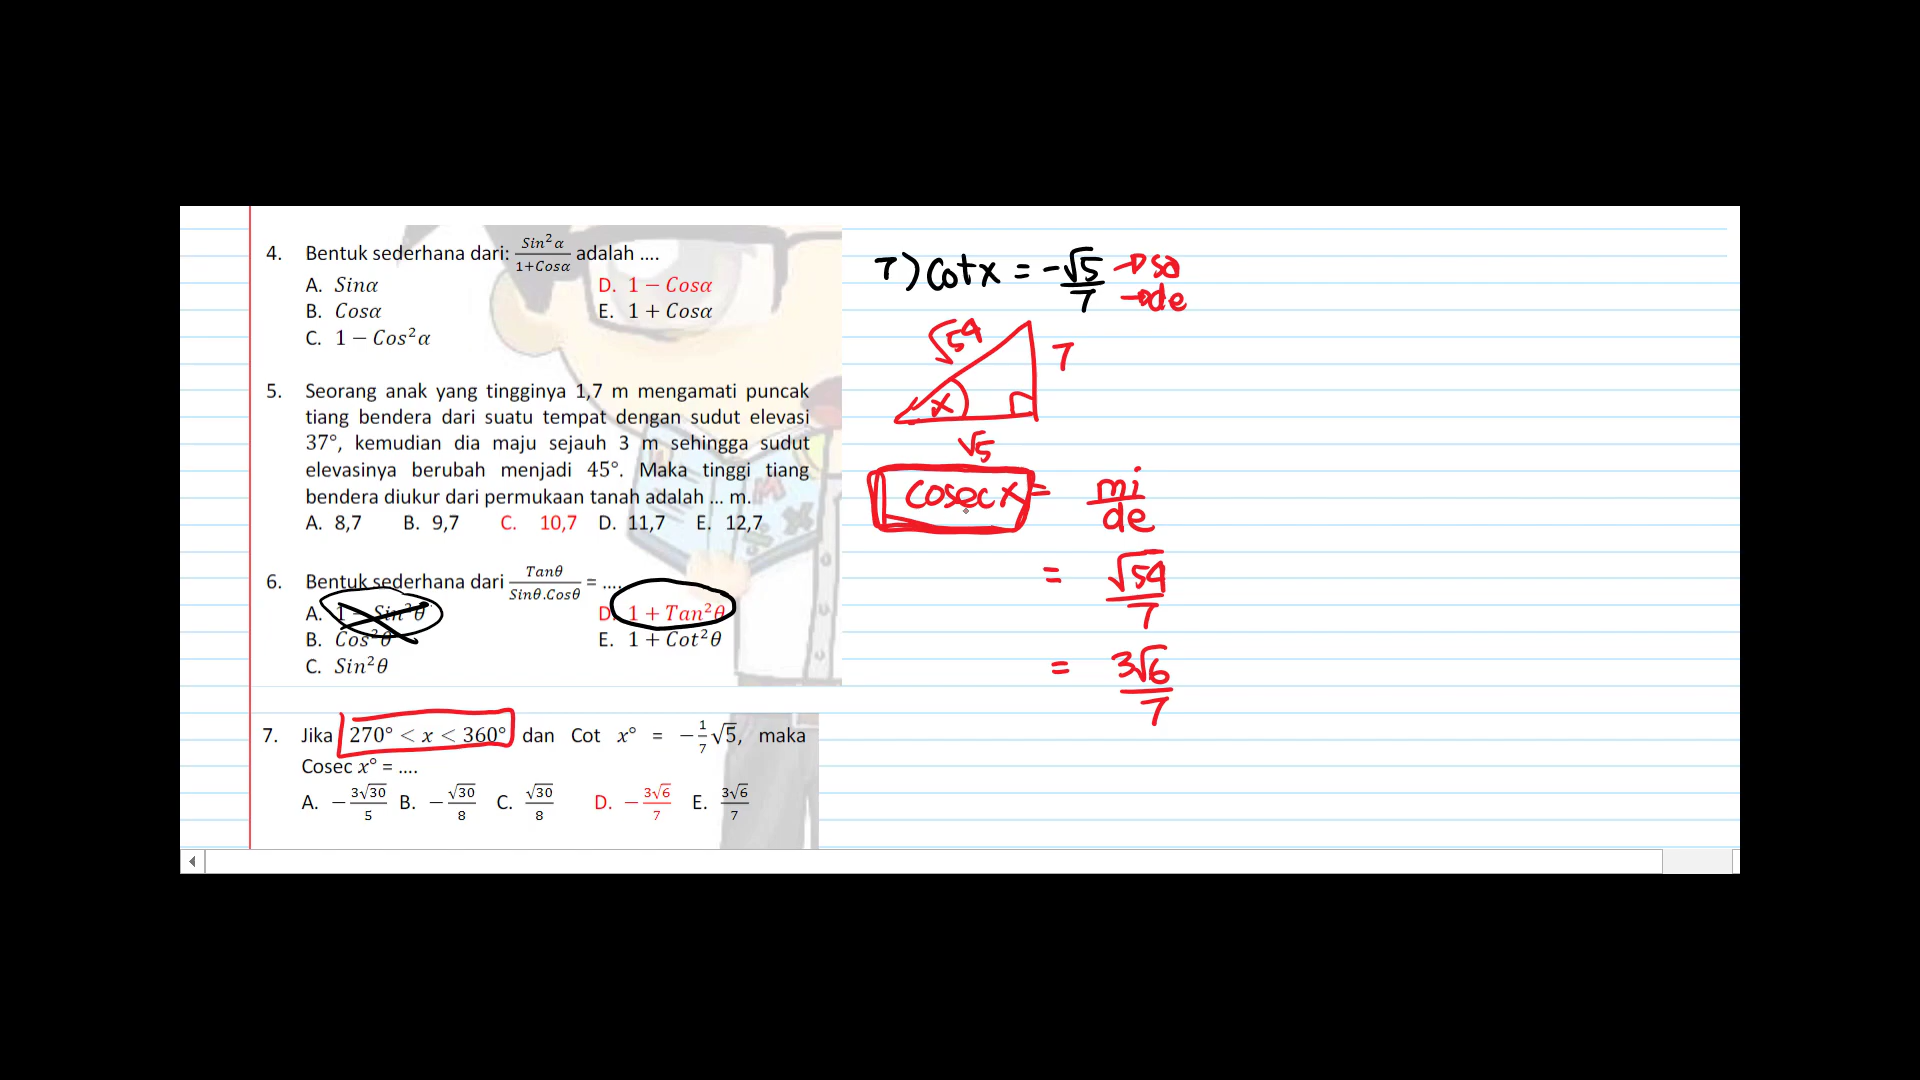 4. Bentuk sederhana dari: Sin²α/1+Cosα adalah ....
A. Sinα D. 1 − Cosα
B. Cosα E. 1 + Cosα
C. 1 − Cos²α
5. Seorang anak yang tingginya 1,7 m mengamati puncak
tiang bendera dari suatu tempat dengan sudut elevasi
37°, kemudian dia maju sejauh 3 m sehingga sudut
elevasinya berubah menjadi 45°. Maka tinggi tiang
bendera diukur dari permukaan tanah adalah ... m.
A. 8,7 B. 9,7 C. 10,7 D. 11,7 E. 12,7
6. Bentuk sederhana dari Tanθ/Sinθ.Cosθ = ....
A. 1 − Sin²θ D. 1 + Tan²θ
B. Cos²θ E. 1 + Cot²θ
C. Sin²θ
7. Jika 270° < x < 360° dan Cot x° = −1/7√5, maka
Cosec x° = ....
A. −3√30/5 B. −√30/8 C. √30/8 D. −3√6/7 E. 3√6/7
7) Cot x = −√5/7 → sa → de
√54
7
x
√5
cosec x = mi/de
= √54/7
= 3√6/7